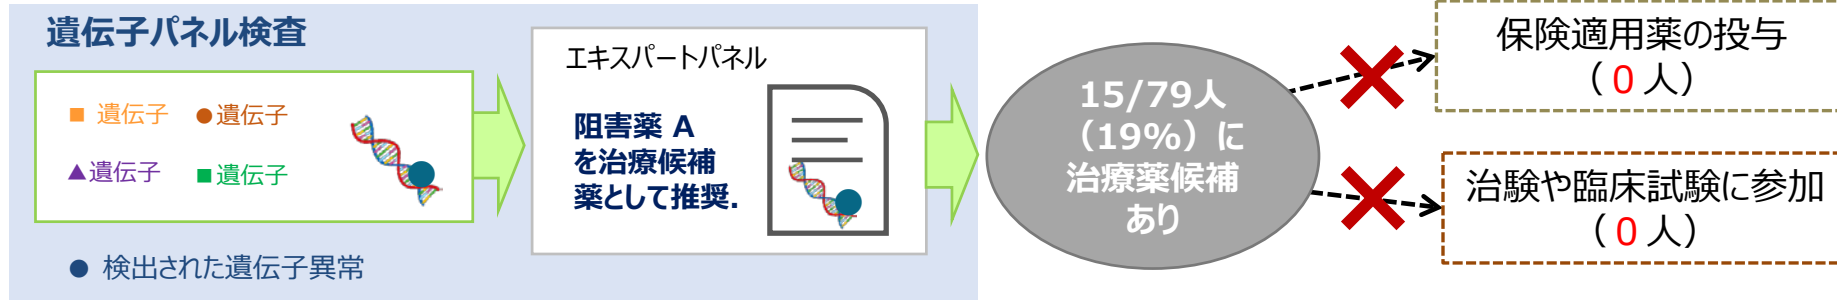 遺伝子パネル検査
■ 遺伝子 ●遺伝子
▲遺伝子 ■遺伝子
● 検出された遺伝子異常
エキスパートパネル
阻害薬 A
を治療候補
薬として推奨.
15/79人
（19%）に
治療薬候補
あり
保険適用薬の投与
（ 0 人）
治験や臨床試験に参加
（ 0 人）